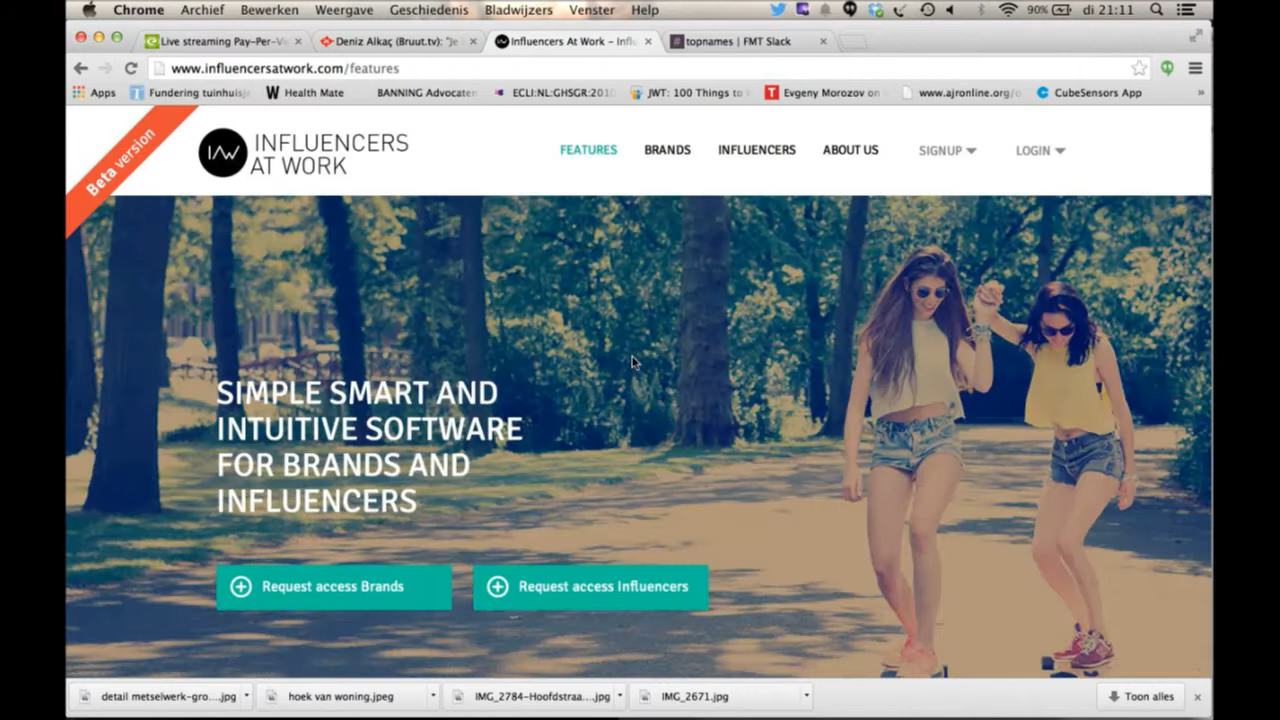 Chrome Archief Bewerken Weergave Geschiedenis Bladwijzers Venster Help 90% di 21:11
Live streaming Pay-Per-Vi
Deniz Alkaç (Bruut.tv): "Je
Influencers At Work – Influ
topnames | FMT Slack
www.influencersatwork.com/features
Apps
Fundering tuinhuisj
Health Mate
BANNING Advocaten
ECLI:NL:GHSGR:2010
JWT: 100 Things to
Evgeny Morozov on
www.ajronline.org/
CubeSensors App
»
Beta version
IAW INFLUENCERS
AT WORK
FEATURES BRANDS INFLUENCERS ABOUT US SIGNUP LOGIN
SIMPLE SMART AND
INTUITIVE SOFTWARE
FOR BRANDS AND
INFLUENCERS
Request access Brands
Request access Influencers
detail metselwerk-gro....jpg
hoek van woning.jpeg
IMG_2784-Hoofdstraa....jpg
IMG_2671.jpg
Toon alles